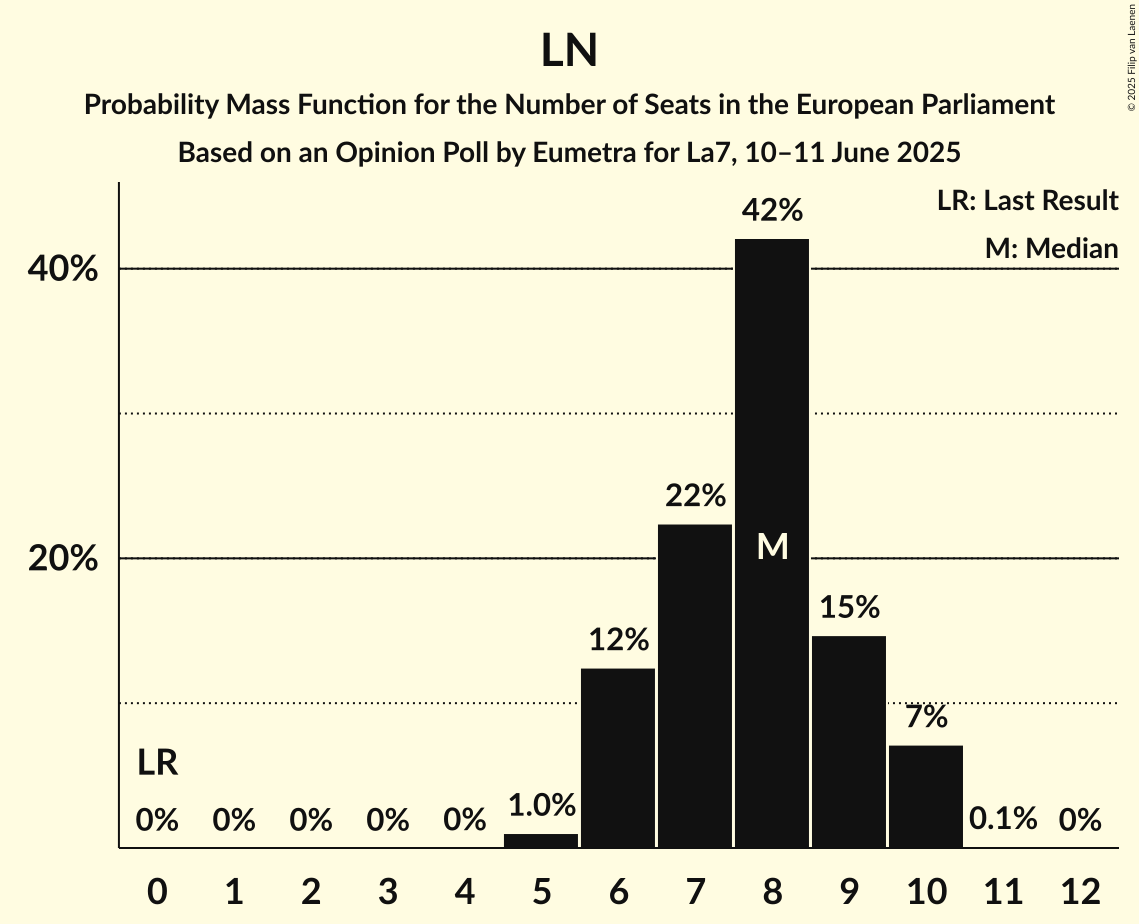 LN
Probability Mass Function for the Number of Seats in the European Parliament
Based on an Opinion Poll by Eumetra for La7, 10–11 June 2025
© 2025 Filip van Laenen
LR: Last Result
M: Median
40%
20%
LR
0%
0%
0%
0%
0%
1.0%
12%
22%
42%
M
15%
7%
0.1%
0%
0 1 2 3 4 5 6 7 8 9 10 11 12